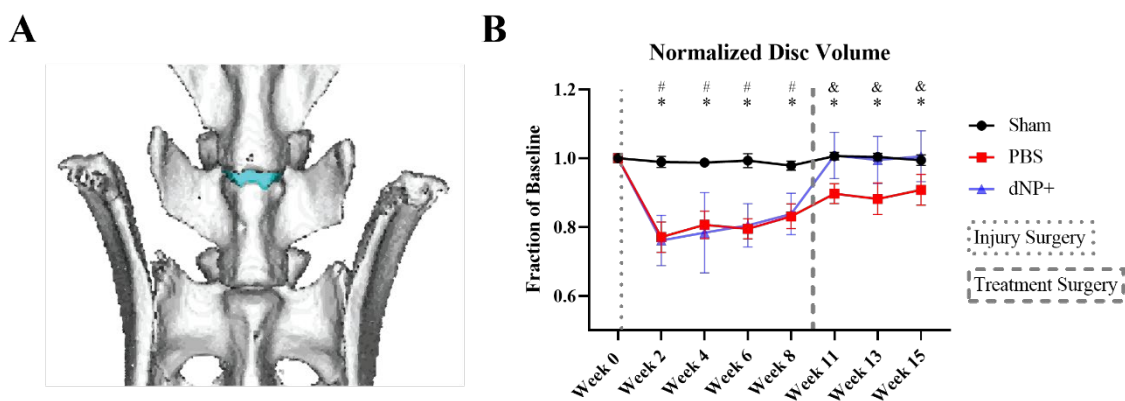 A
B
Normalized Disc Volume
Fraction of Baseline
1.2
1.0
0.8
0.6
# # # # & & &
* * * * * * *
Week 0 Week 2 Week 4 Week 6 Week 8 Week 11 Week 13 Week 15
Sham
PBS
dNP+
Injury Surgery
Treatment Surgery